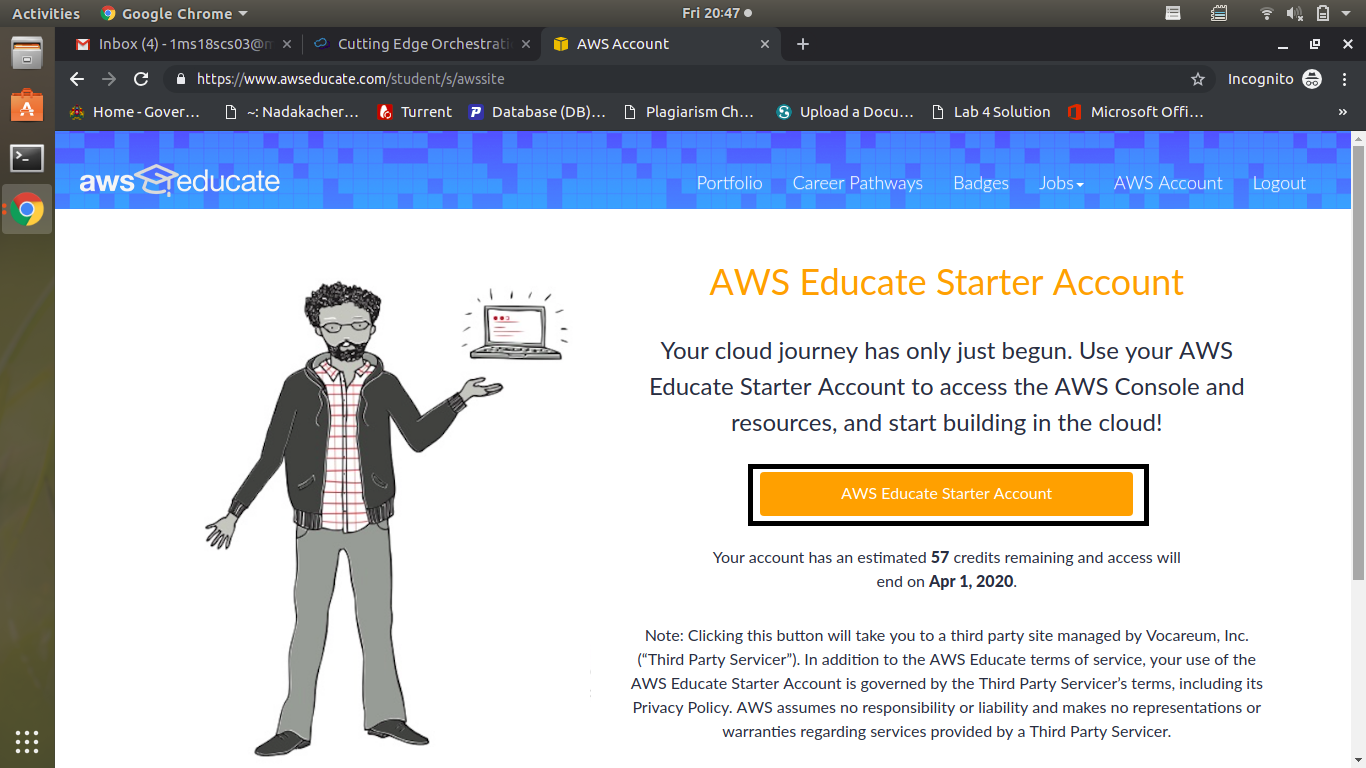 Activities
Google Chrome
Fri 20:47
Inbox (4) - 1ms18scs03@m
Cutting Edge Orchestrati
AWS Account
https://www.awseducate.com/student/s/awssite
Incognito
Home - Gover...
~: Nadakacher...
Turrent
Database (DB)...
Plagiarism Ch...
Upload a Docu...
Lab 4 Solution
Microsoft Offi...
»
aws educate
Portfolio
Career Pathways
Badges
Jobs
AWS Account
Logout
AWS Educate Starter Account
Your cloud journey has only just begun. Use your AWS
Educate Starter Account to access the AWS Console and
resources, and start building in the cloud!
AWS Educate Starter Account
Your account has an estimated 57 credits remaining and access will
end on Apr 1, 2020.
Note: Clicking this button will take you to a third party site managed by Vocareum, Inc.
(“Third Party Servicer”). In addition to the AWS Educate terms of service, your use of the
AWS Educate Starter Account is governed by the Third Party Servicer’s terms, including its
Privacy Policy. AWS assumes no responsibility or liability and makes no representations or
warranties regarding services provided by a Third Party Servicer.